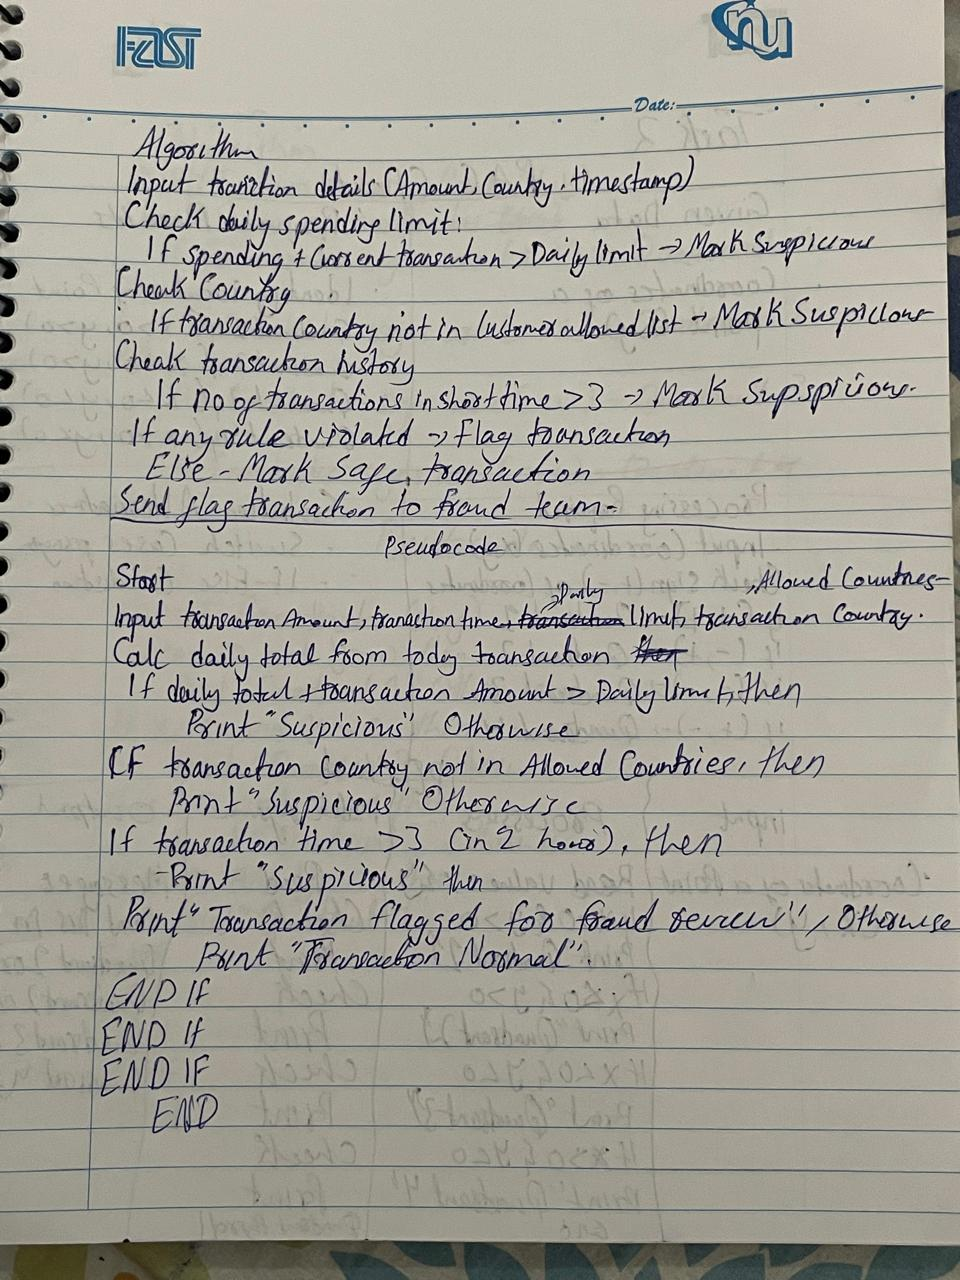 FAST
nu
Date:
Algorithm
Input tranction details (Amount, Country, timestamp)
Check daily spending limit:
If spending + Current transaction > Daily limit → Mark Suspicious
Cheak Country
If transaction Country not in Customer allowed list → Mark Suspicious
Cheak transaction history
If no of transactions in short time > 3 → Mark Supspicious.
If any rule violated → flag transaction
Else - Mark Safe, transaction
Send flag transaction to fraud team-
Pseudocode
Start
Input transaction Amount, tranaction time, Daily limit, transaction Country. , Allowed Countries-
Calc daily total from today transaction
If daily total + transaction Amount > Daily limit, then
Print "Suspicious" Otherwise
If transaction Country not in Allowed Countries, then
Print "Suspicious" Otherwise
If transaction time > 3 (in 2 hours), then
-Print "Suspicious" then
Print "Transaction flagged for fraud review", Otherwise
Print "Transaction Normal".
END IF
END If
END IF
END